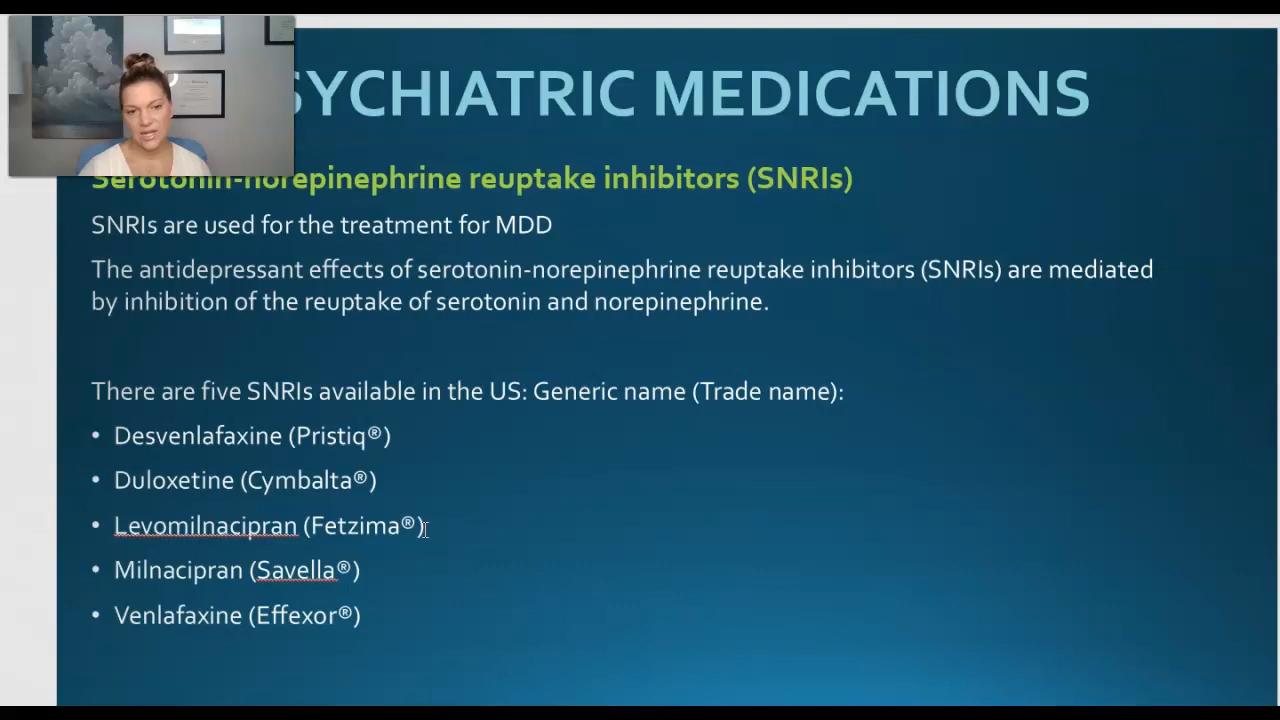 SYCHIATRIC MEDICATIONS
Serotonin-norepinephrine reuptake inhibitors (SNRIs)
SNRIs are used for the treatment for MDD
The antidepressant effects of serotonin-norepinephrine reuptake inhibitors (SNRIs) are mediated
by inhibition of the reuptake of serotonin and norepinephrine.
There are five SNRIs available in the US: Generic name (Trade name):
• Desvenlafaxine (Pristiq®)
• Duloxetine (Cymbalta®)
• Levomilnacipran (Fetzima®)
• Milnacipran (Savella®)
• Venlafaxine (Effexor®)